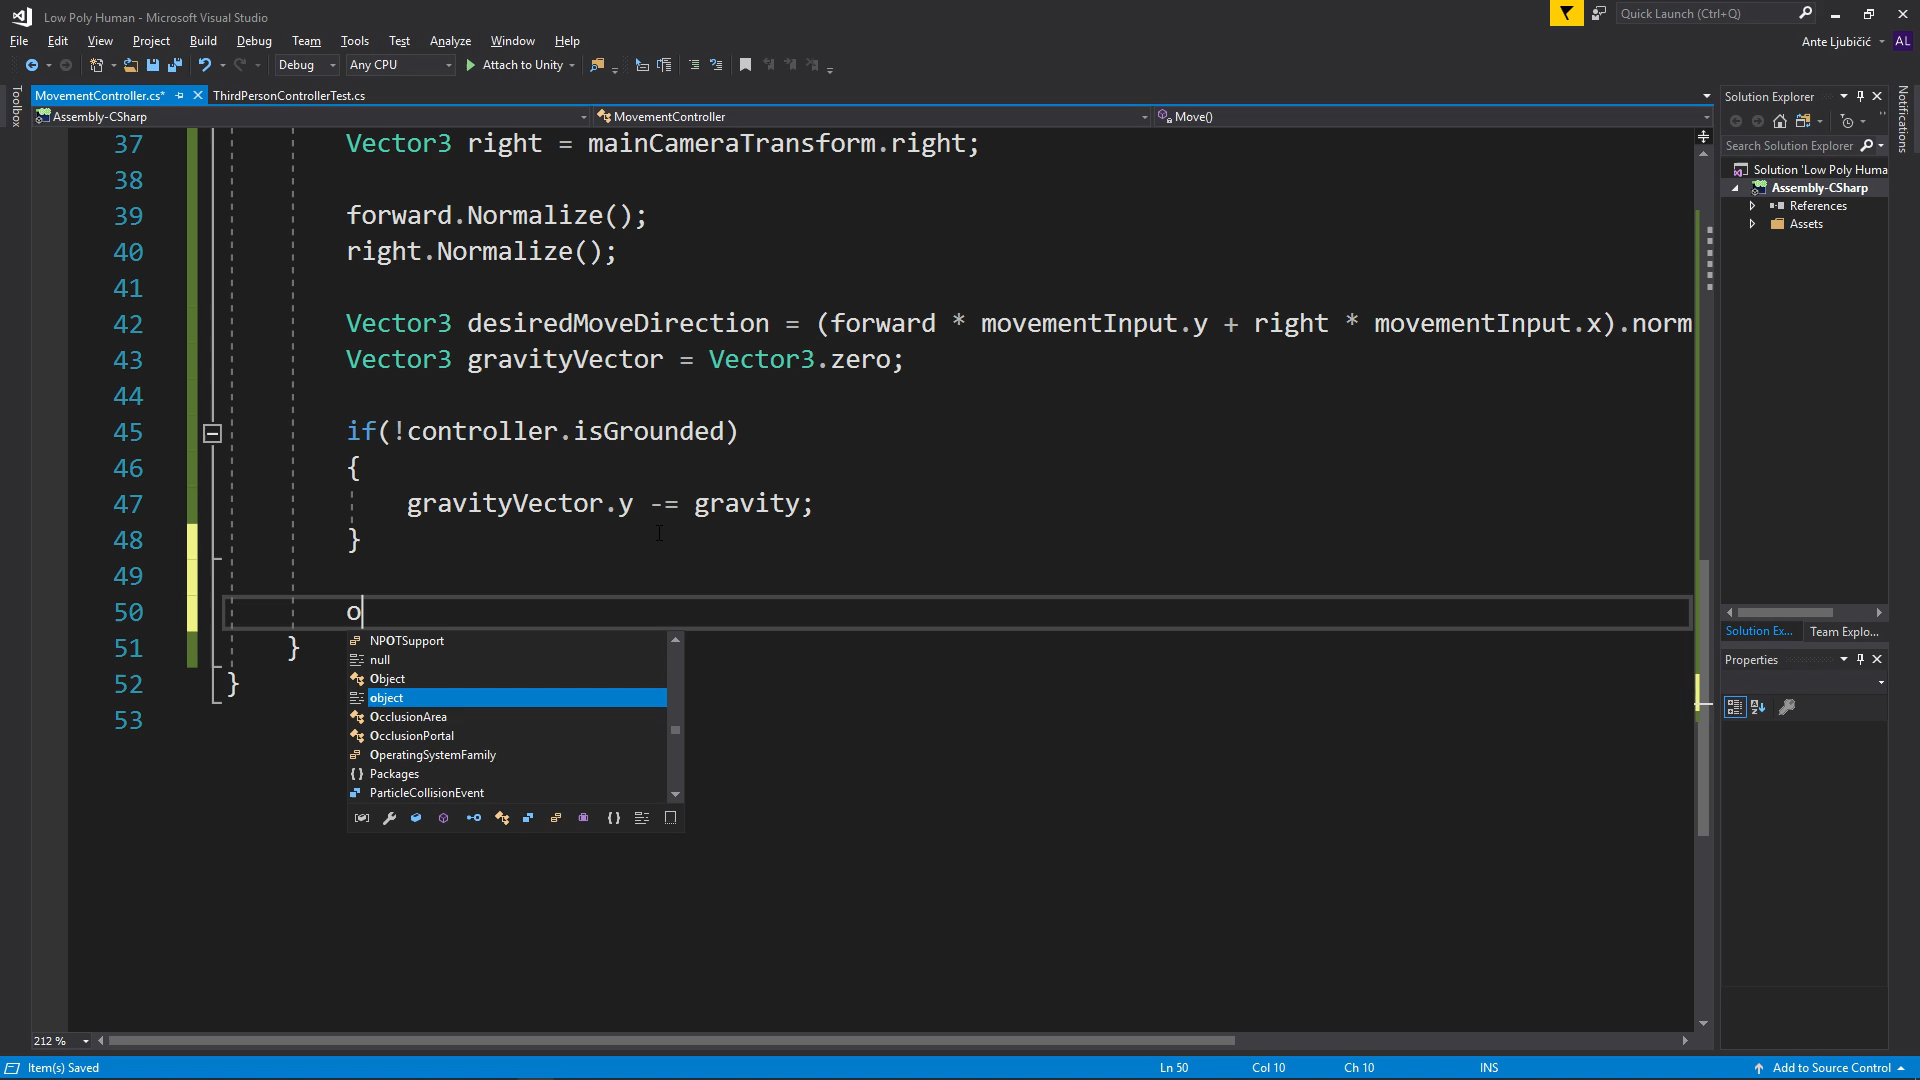 Low Poly Human - Microsoft Visual Studio
Quick Launch (Ctrl+Q)
File Edit View Project Build Debug Team Tools Test Analyze Window Help
Ante Ljubičić AL
Debug Any CPU Attach to Unity
Toolbox
MovementController.cs* ThirdPersonControllerTest.cs
Assembly-CSharp MovementController Move()
37 Vector3 right = mainCameraTransform.right;
38
39 forward.Normalize();
40 right.Normalize();
41
42 Vector3 desiredMoveDirection = (forward * movementInput.y + right * movementInput.x).norm
43 Vector3 gravityVector = Vector3.zero;
44
45 if(!controller.isGrounded)
46 {
47 gravityVector.y -= gravity;
48 }
49
50 o
51 }
52 }
53
NPOTSupport
null
Object
object
OcclusionArea
OcclusionPortal
OperatingSystemFamily
Packages
ParticleCollisionEvent
Solution Explorer
Search Solution Explorer
Solution 'Low Poly Huma
Assembly-CSharp
References
Assets
Solution Ex... Team Explo...
Properties
Notifications
212 %
Item(s) Saved Ln 50 Col 10 Ch 10 INS Add to Source Control